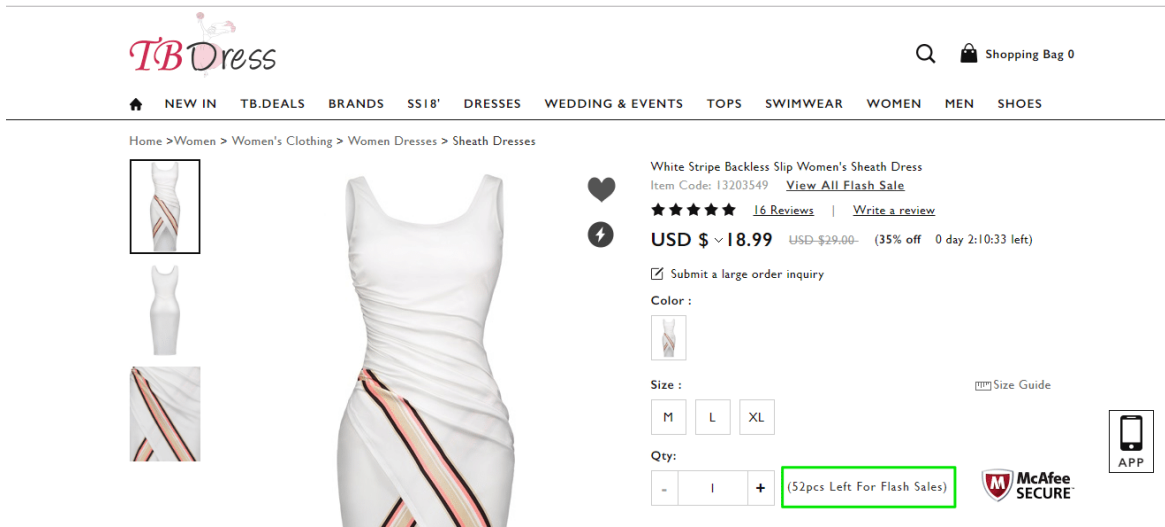 TBDress
Shopping Bag 0
NEW IN TB.DEALS BRANDS SS18' DRESSES WEDDING & EVENTS TOPS SWIMWEAR WOMEN MEN SHOES
Home >Women > Women's Clothing > Women Dresses > Sheath Dresses
White Stripe Backless Slip Women's Sheath Dress
Item Code: 13203549 View All Flash Sale
16 Reviews | Write a review
USD $ 18.99 USD $29.00 (35% off 0 day 2:10:33 left)
Submit a large order inquiry
Color :
Size : Size Guide
M L XL
Qty:
- 1 + (52pcs Left For Flash Sales)
McAfee
SECURE™
APP